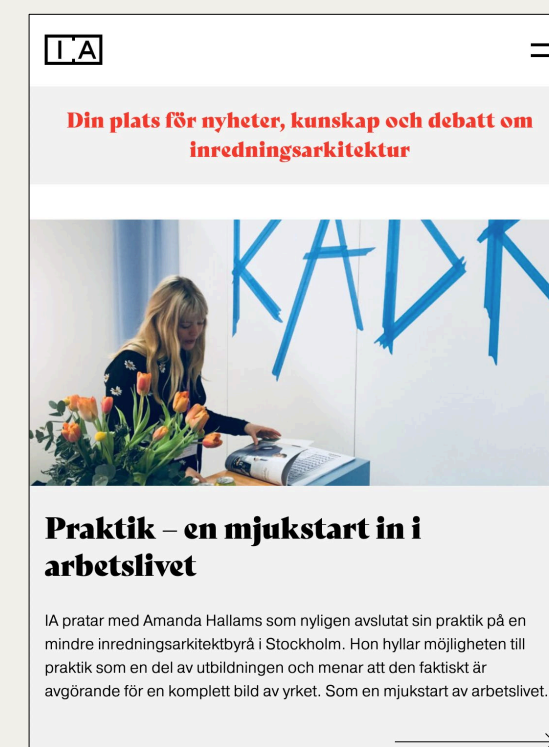 IA
Din plats för nyheter, kunskap och debatt om
inredningsarkitektur
KADR
Praktik – en mjukstart in i
arbetslivet
IA pratar med Amanda Hallams som nyligen avslutat sin praktik på en
mindre inredningsarkitektbyrå i Stockholm. Hon hyllar möjligheten till
praktik som en del av utbildningen och menar att den faktiskt är
avgörande för en komplett bild av yrket. Som en mjukstart av arbetslivet.